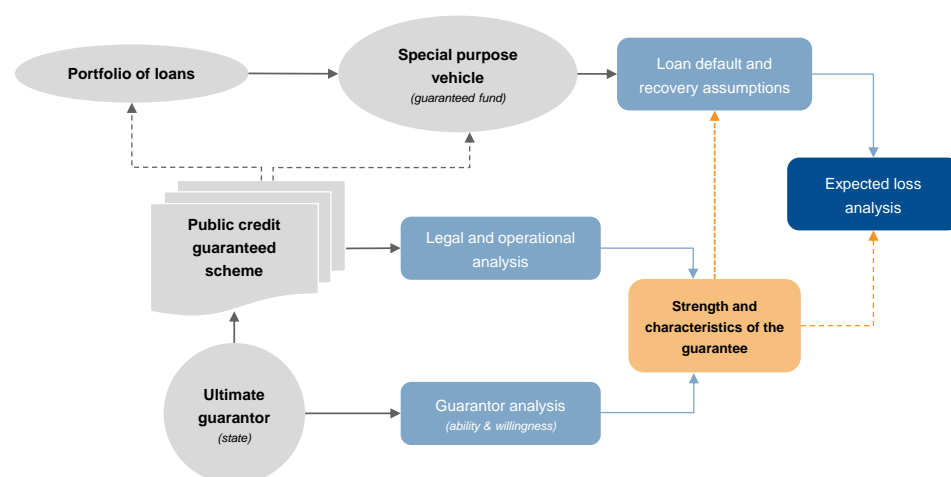 Portfolio of loans
Special purpose
vehicle
(guaranteed fund)
Loan default and
recovery assumptions
Expected loss
analysis
Public credit
guaranteed
scheme
Legal and operational
analysis
Strength and
characteristics of the
guarantee
Ultimate
guarantor
(state)
Guarantor analysis
(ability & willingness)